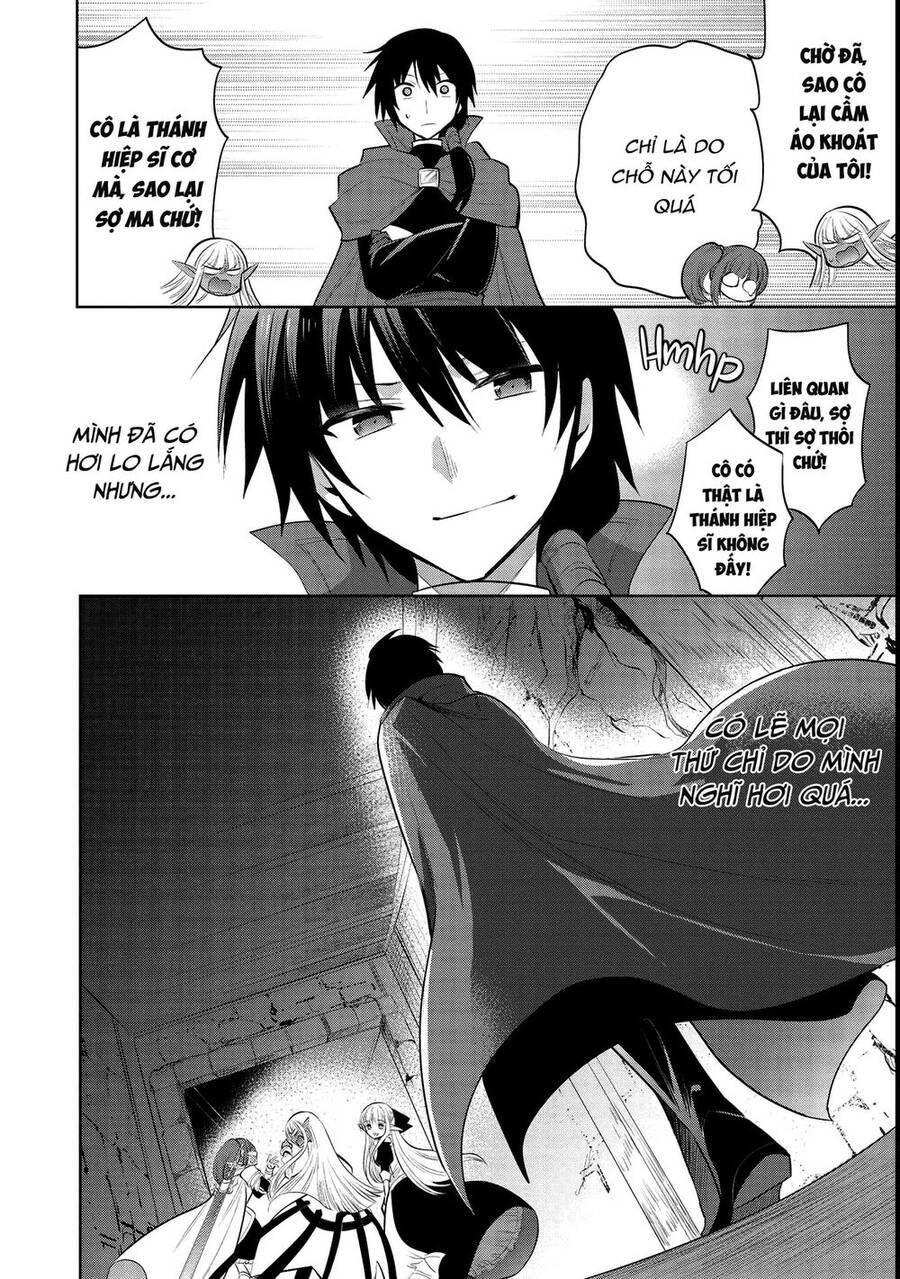 CHỜ ĐÃ,
SAO CÔ
LẠI CẦM
ÁO KHOÁT
CỦA TÔI!
CHỈ LÀ DO
CHỖ NÀY TỐI
QUÁ
CÔ LÀ THÁNH
HIỆP SĨ CƠ
MÀ, SAO LẠI
SỢ MA CHỨ!
LIÊN QUAN
GÌ ĐÂU, SỢ
THÌ SỢ THÔI
CHỨ!
CÔ CÓ
THẬT LÀ
THÁNH HIỆP
SĨ KHÔNG
ĐẤY!
Hmhp
MÌNH ĐÃ CÓ
HƠI LO LẮNG
NHƯNG...
CÓ LẼ MỌI
THỨ CHỈ DO MÌNH
NGHĨ HƠI QUÁ...